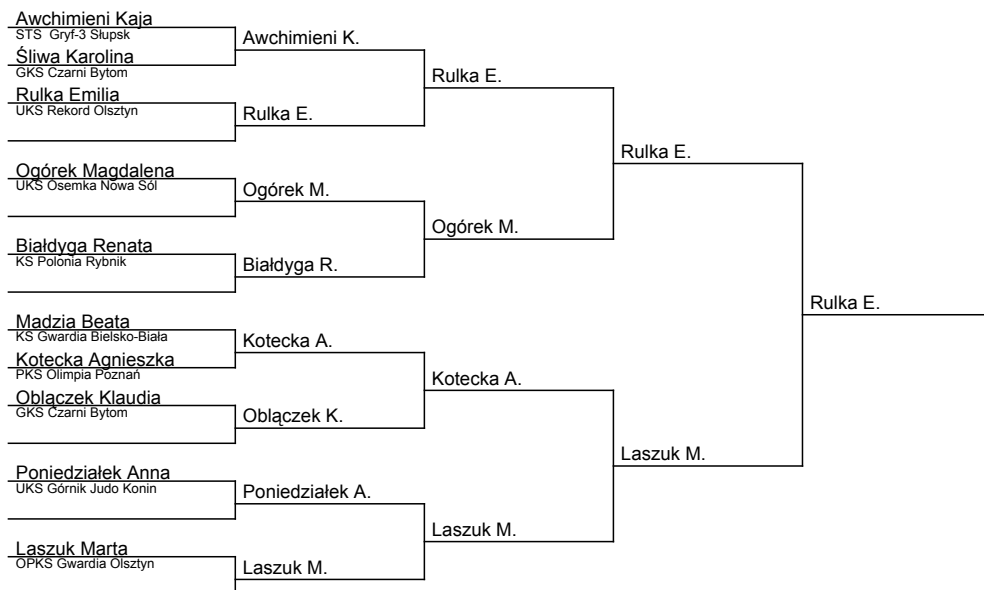 Awchimieni Kaja
STS Gryf-3 Słupsk
Śliwa Karolina
GKS Czarni Bytom
Rulka Emilia
UKS Rekord Olsztyn
Ogórek Magdalena
UKS Osemka Nowa Sól
Białdyga Renata
KS Polonia Rybnik
Madzia Beata
KS Gwardia Bielsko-Biała
Kotecka Agnieszka
PKS Olimpia Poznań
Oblączek Klaudia
GKS Czarni Bytom
Poniedziałek Anna
UKS Górnik Judo Konin
Laszuk Marta
OPKS Gwardia Olsztyn
Awchimieni K.
Rulka E.
Ogórek M.
Białdyga R.
Kotecka A.
Oblączek K.
Poniedziałek A.
Laszuk M.
Rulka E.
Ogórek M.
Kotecka A.
Laszuk M.
Rulka E.
Laszuk M.
Rulka E.